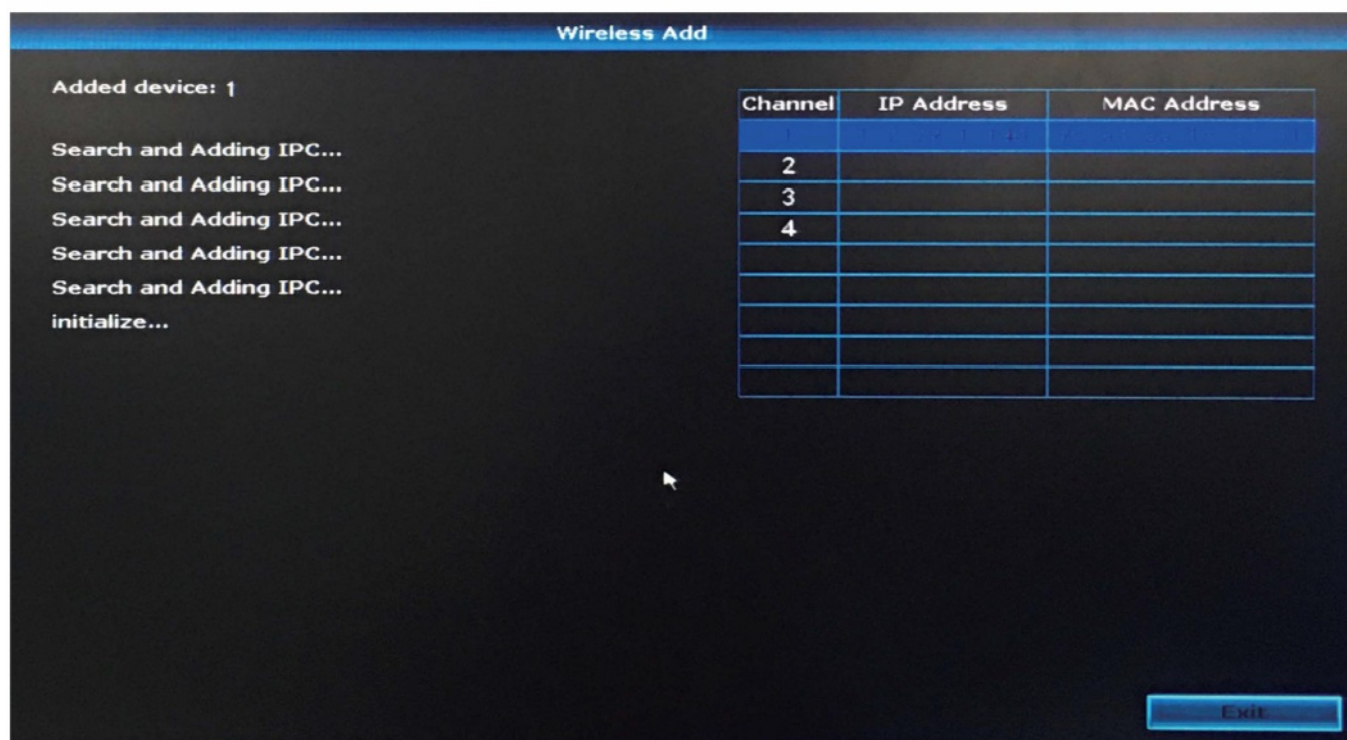 Wireless Add
Added device: 1
Search and Adding IPC...
Search and Adding IPC...
Search and Adding IPC...
Search and Adding IPC...
Search and Adding IPC...
initialize...
Channel IP Address MAC Address
1
2
3
4
Exit